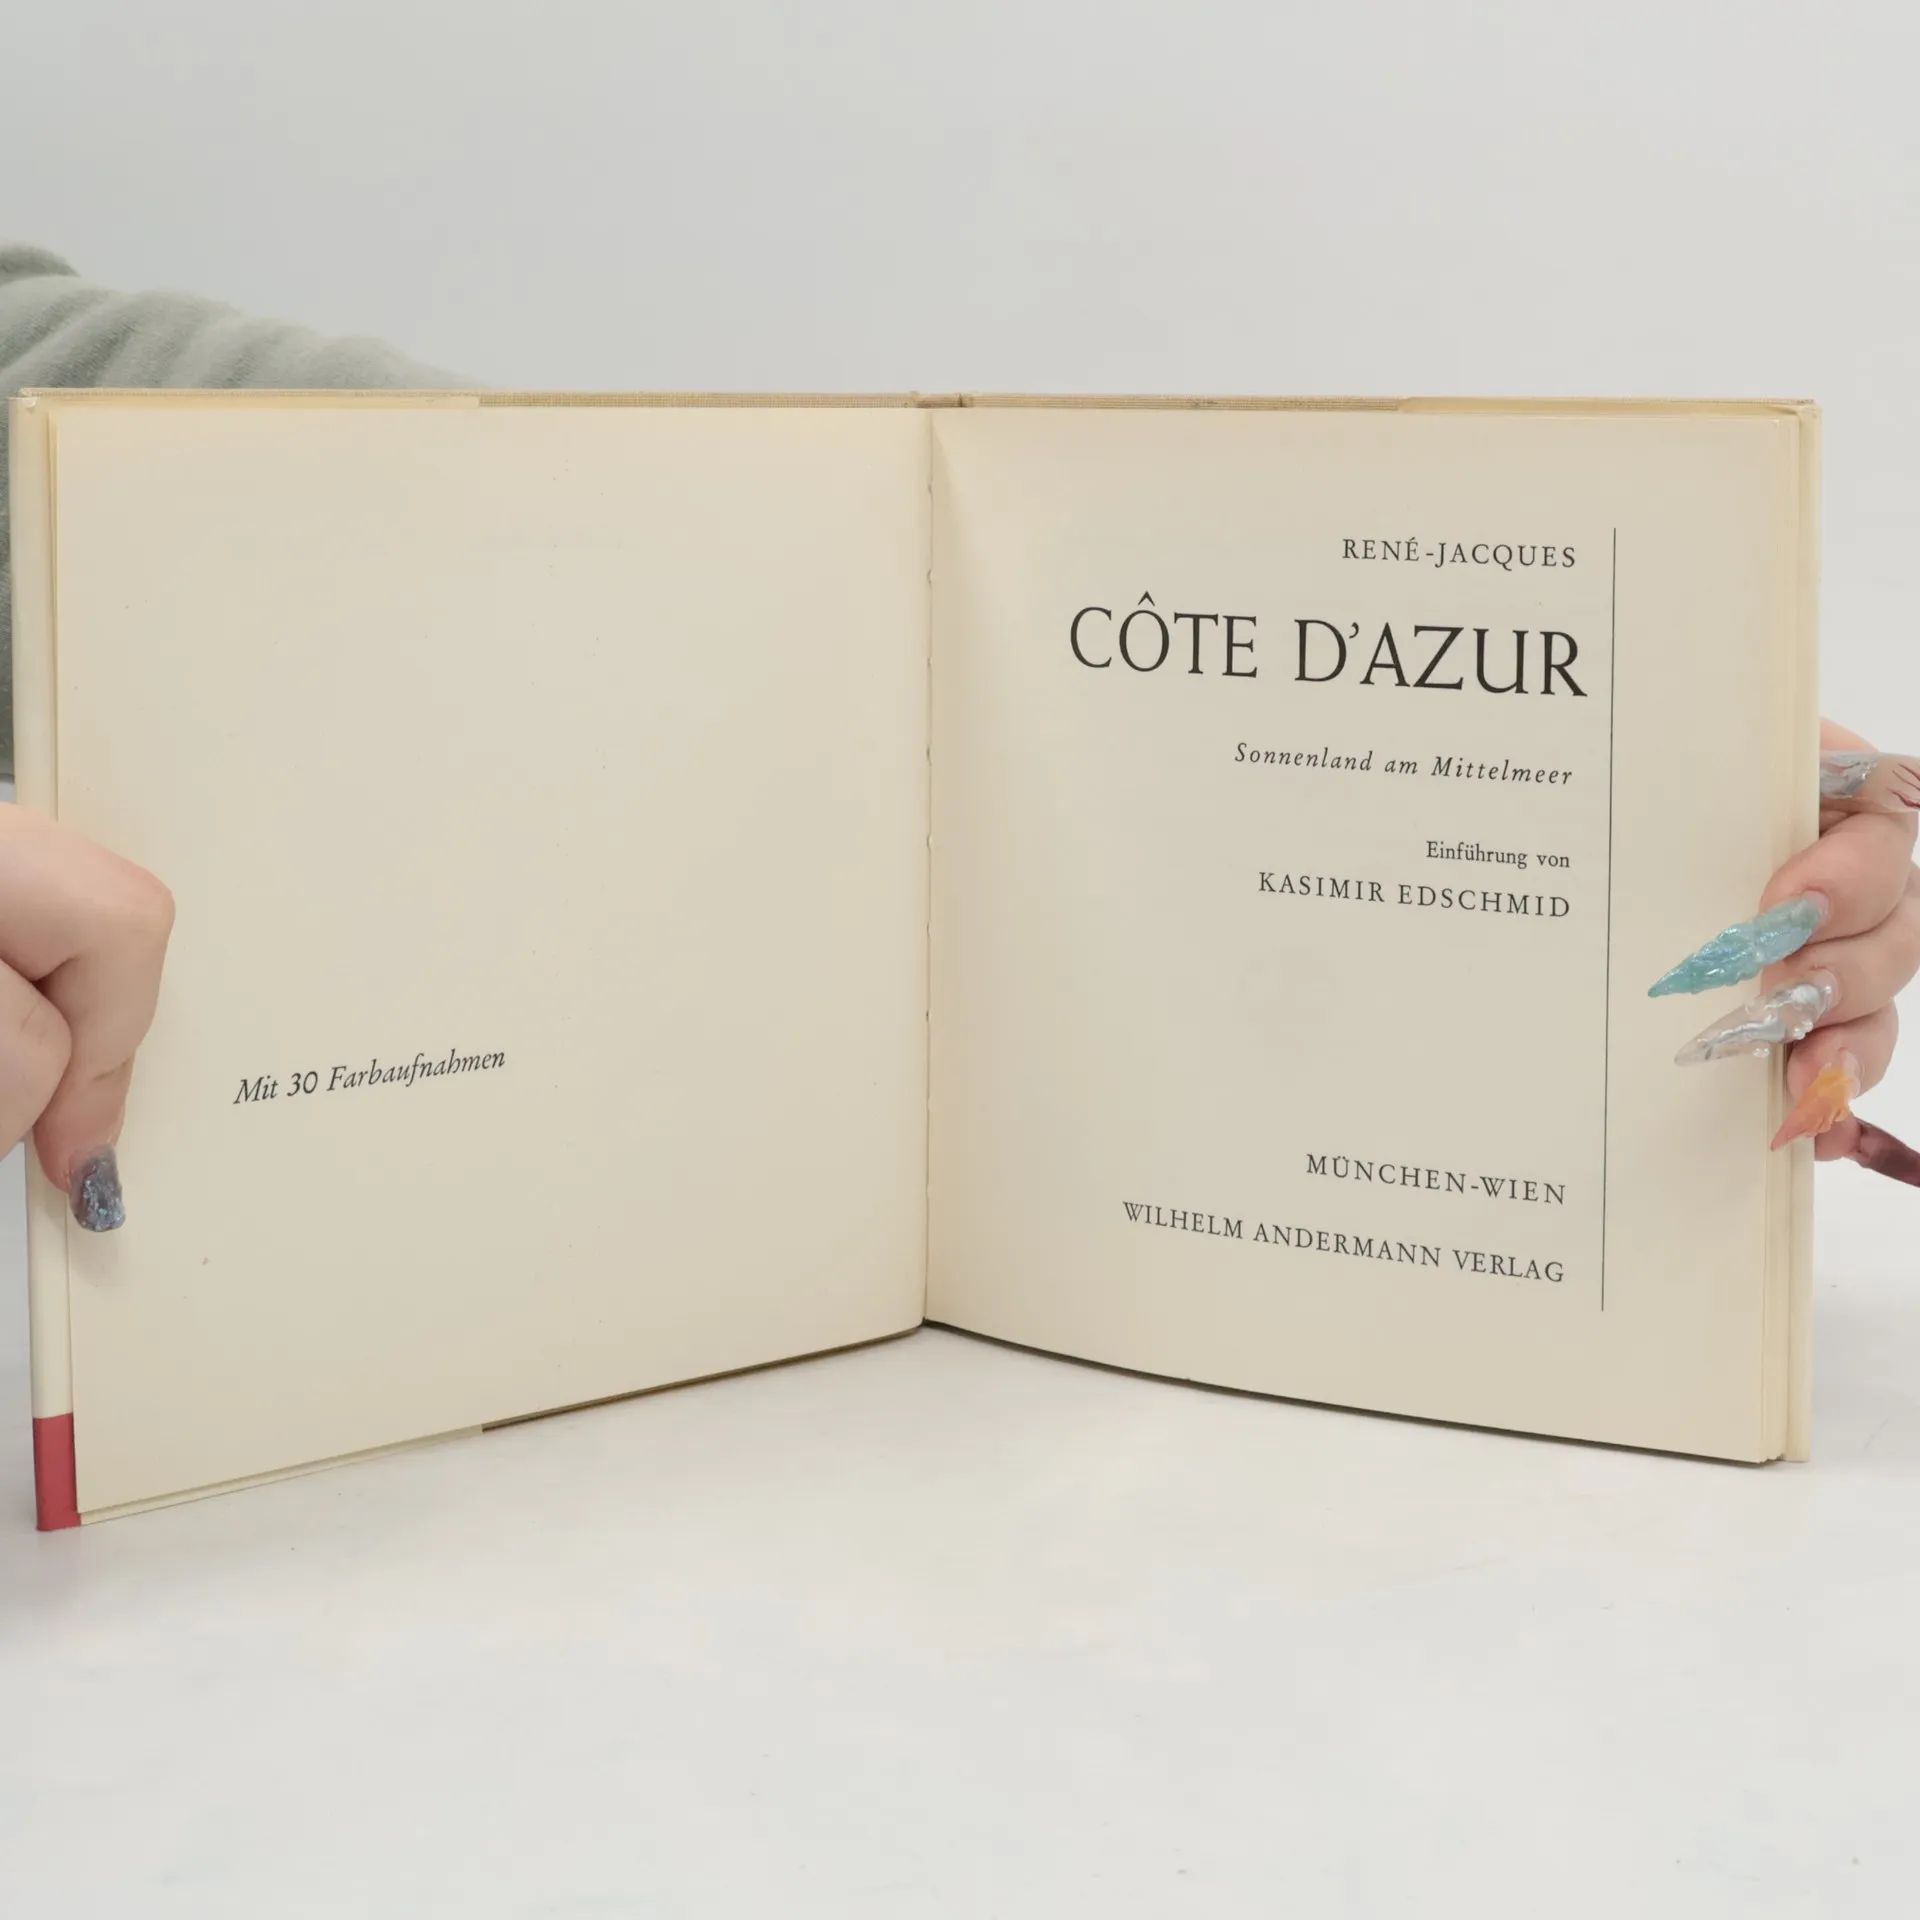 Mit 30 Farbaufnahmen
RENÉ-JACQUES
CÔTE D’AZUR
Sonnenland am Mittelmeer
Einführung von
KASIMIR EDSCHMID
MÜNCHEN-WIEN
WILHELM ANDERMANN VERLAG